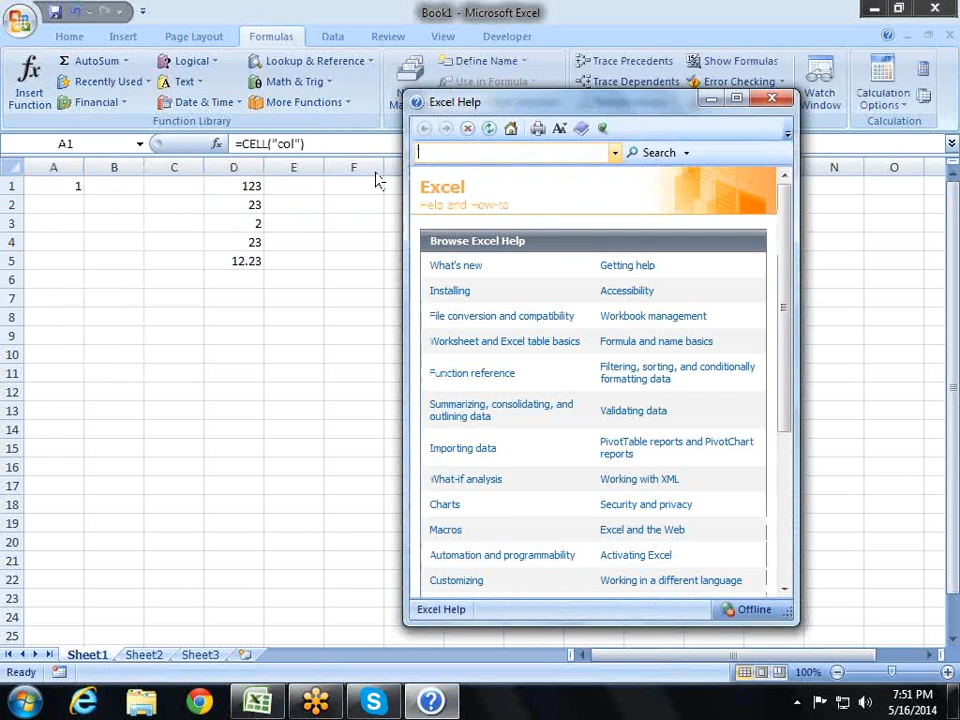 Book1 - Microsoft Excel
Home Insert Page Layout Formulas Data Review View Developer
Σ AutoSum Logical Lookup & Reference Define Name Trace Precedents Show Formulas
Recently Used Text Math & Trig Use in Formula Trace Dependents Error Checking
Financial Date & Time More Functions
Insert Function
Watch Window
Calculation Options
Function Library
Calculation
A1 fx =CELL("col")
A B C D E F N O
1 1 123
2 23
3 2
4 23
5 12.23
6
7
8
9
10
11
12
13
14
15
16
17
18
19
20
21
22
23
24
25
Excel Help
Search
Excel
Help and How-to
Browse Excel Help
What's new Getting help
Installing Accessibility
File conversion and compatibility Workbook management
Worksheet and Excel table basics Formula and name basics
Function reference Filtering, sorting, and conditionally formatting data
Summarizing, consolidating, and outlining data Validating data
Importing data PivotTable reports and PivotChart reports
What-if analysis Working with XML
Charts Security and privacy
Macros Excel and the Web
Automation and programmability Activating Excel
Customizing Working in a different language
Excel Help Offline
Sheet1 Sheet2 Sheet3
Ready 100%
7:51 PM
5/16/2014